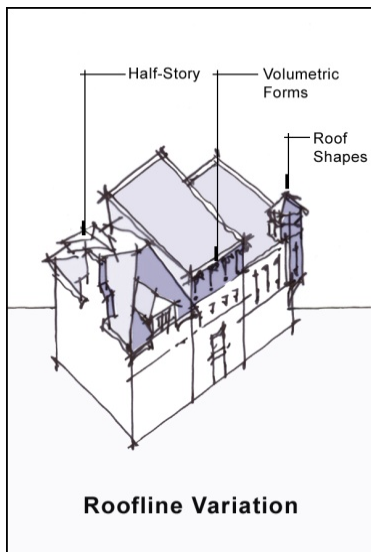 Half-Story
Volumetric
Forms
Roof
Shapes
Roofline Variation